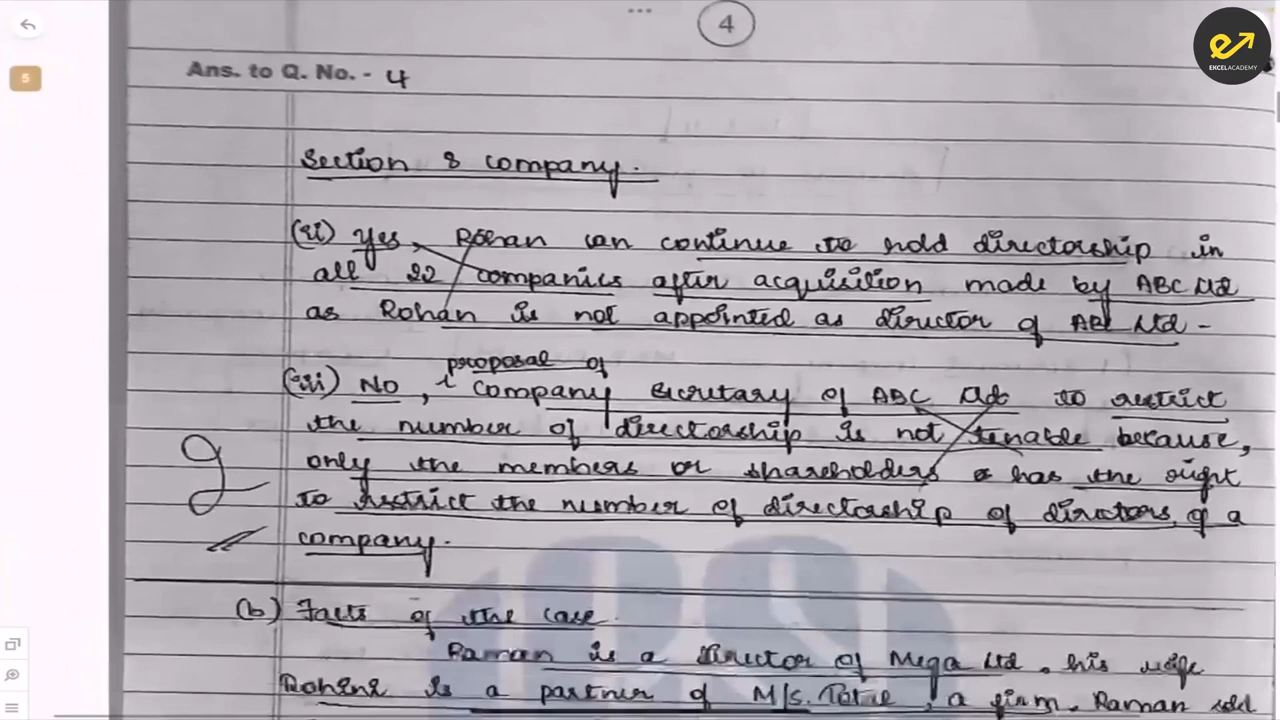 4
EXCELACADEMY
5
Ans. to Q. No. - 4
Section 8 company.
(ii) Yes, Rohan can continue to hold directorship in
all 22 companies after acquisition made by ABC Ltd
as Rohan is not appointed as director of ABC Ltd -
proposal of
(iii) No, company secretary of ABC Ltd to restrict
the number of directorship is not tenable because,
only the members or shareholders has the right
to restrict the number of directorship of directors of a
company.
(b) Facts of the case.
Raman is a director of Mega Ltd. his wife
Rohini is a partner of M/s. , a firm. Raman